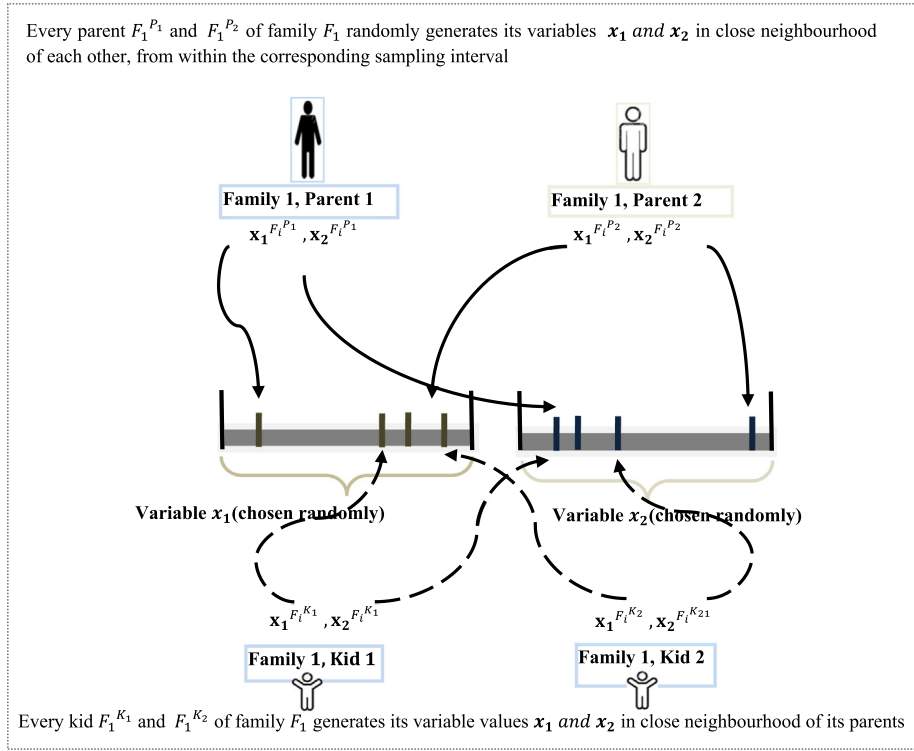 Every parent F₁^P₁ and F₁^P₂ of family F₁ randomly generates its variables x₁ and x₂ in close neighbourhood
of each other, from within the corresponding sampling interval
Family 1, Parent 1
Family 1, Parent 2
x₁^Fᵢ^P₁ ,x₂^Fᵢ^P₁
x₁^Fᵢ^P₂ ,x₂^Fᵢ^P₂
Variable x₁(chosen randomly)
Variable x₂(chosen randomly)
x₁^Fᵢ^K₁ ,x₂^Fᵢ^K₁
x₁^Fᵢ^K₂ ,x₂^Fᵢ^K₂₁
Family 1, Kid 1
Family 1, Kid 2
Every kid F₁^K₁ and F₁^K₂ of family F₁ generates its variable values x₁ and x₂ in close neighbourhood of its parents